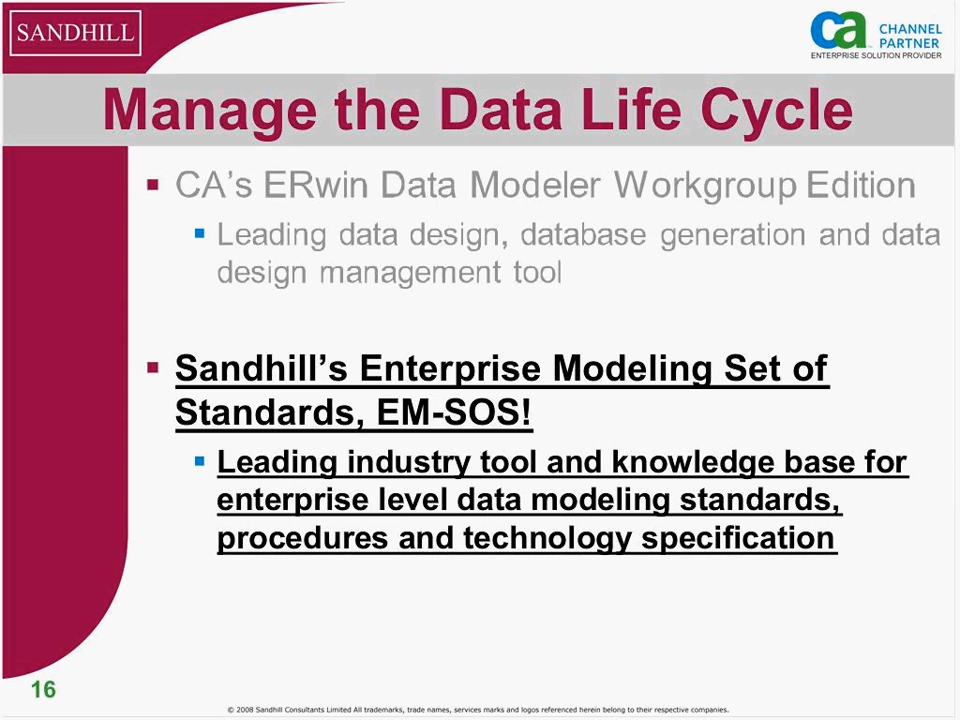 SANDHILL
ca CHANNEL
PARTNER
ENTERPRISE SOLUTION PROVIDER
Manage the Data Life Cycle
CA’s ERwin Data Modeler Workgroup Edition
Leading data design, database generation and data
design management tool
Sandhill’s Enterprise Modeling Set of
Standards, EM-SOS!
Leading industry tool and knowledge base for
enterprise level data modeling standards,
procedures and technology specification
16
© 2008 Sandhill Consultants Limited All trademarks, trade names, services marks and logos referenced herein belong to their respective companies.